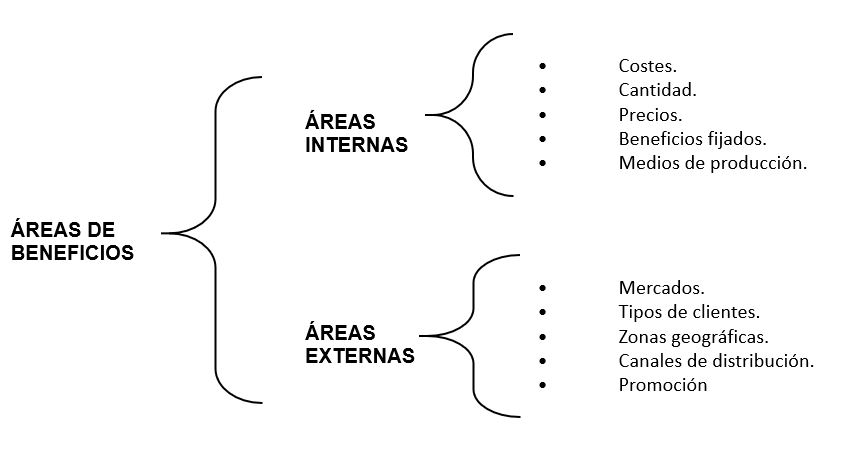 ÁREAS DE
BENEFICIOS
ÁREAS
INTERNAS
• Costes.
• Cantidad.
• Precios.
• Beneficios fijados.
• Medios de producción.
ÁREAS
EXTERNAS
• Mercados.
• Tipos de clientes.
• Zonas geográficas.
• Canales de distribución.
• Promoción